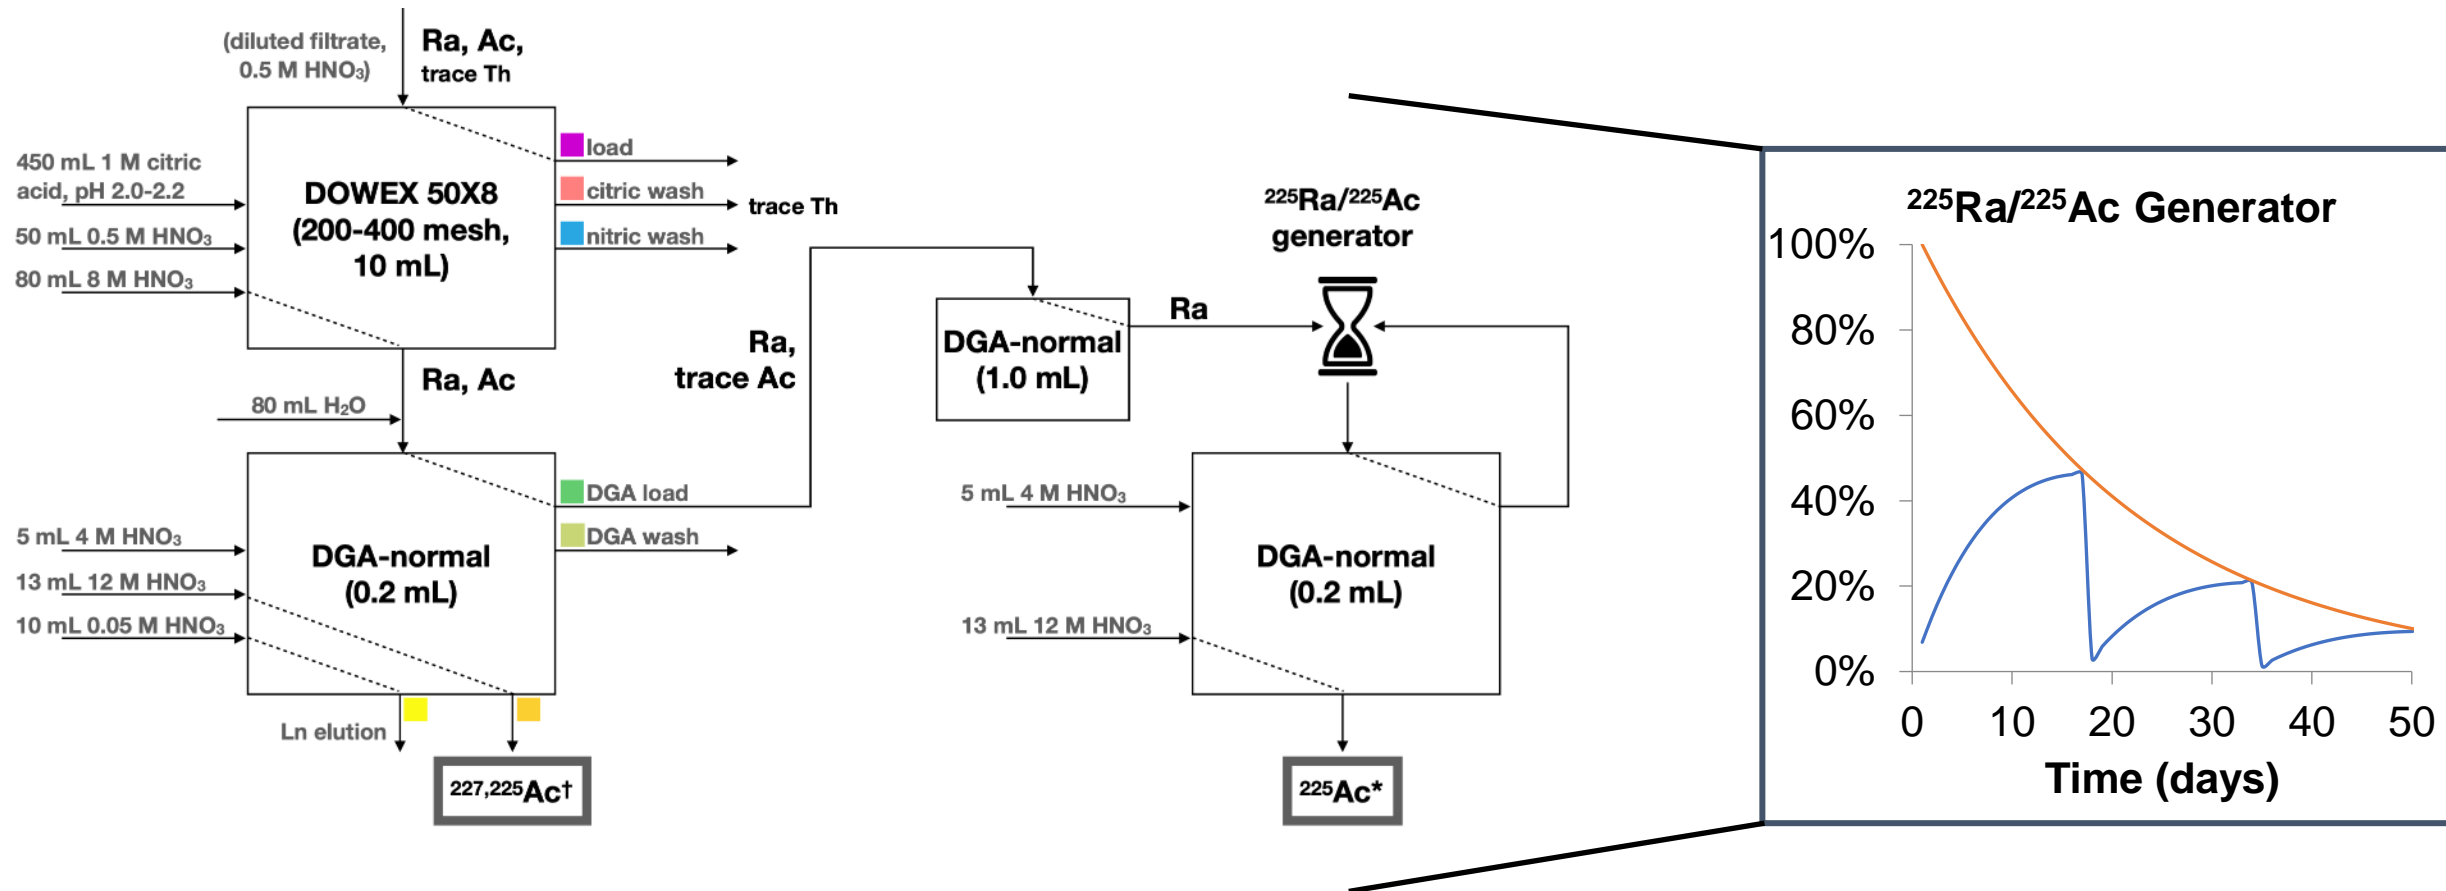 (diluted filtrate,
0.5 M HNO₃)
Ra, Ac,
trace Th
450 mL 1 M citric
acid, pH 2.0-2.2
50 mL 0.5 M HNO₃
80 mL 8 M HNO₃
DOWEX 50X8
(200-400 mesh,
10 mL)
load
citric wash
trace Th
nitric wash
Ra, Ac
80 mL H₂O
Ra,
trace Ac
5 mL 4 M HNO₃
13 mL 12 M HNO₃
10 mL 0.05 M HNO₃
DGA-normal
(0.2 mL)
DGA load
DGA wash
Ln elution
²²⁷,²²⁵Ac†
DGA-normal
(1.0 mL)
Ra
²²⁵Ra/²²⁵Ac
generator
5 mL 4 M HNO₃
13 mL 12 M HNO₃
DGA-normal
(0.2 mL)
²²⁵Ac*
²²⁵Ra/²²⁵Ac Generator
100%
80%
60%
40%
20%
0%
0 10 20 30 40 50
Time (days)